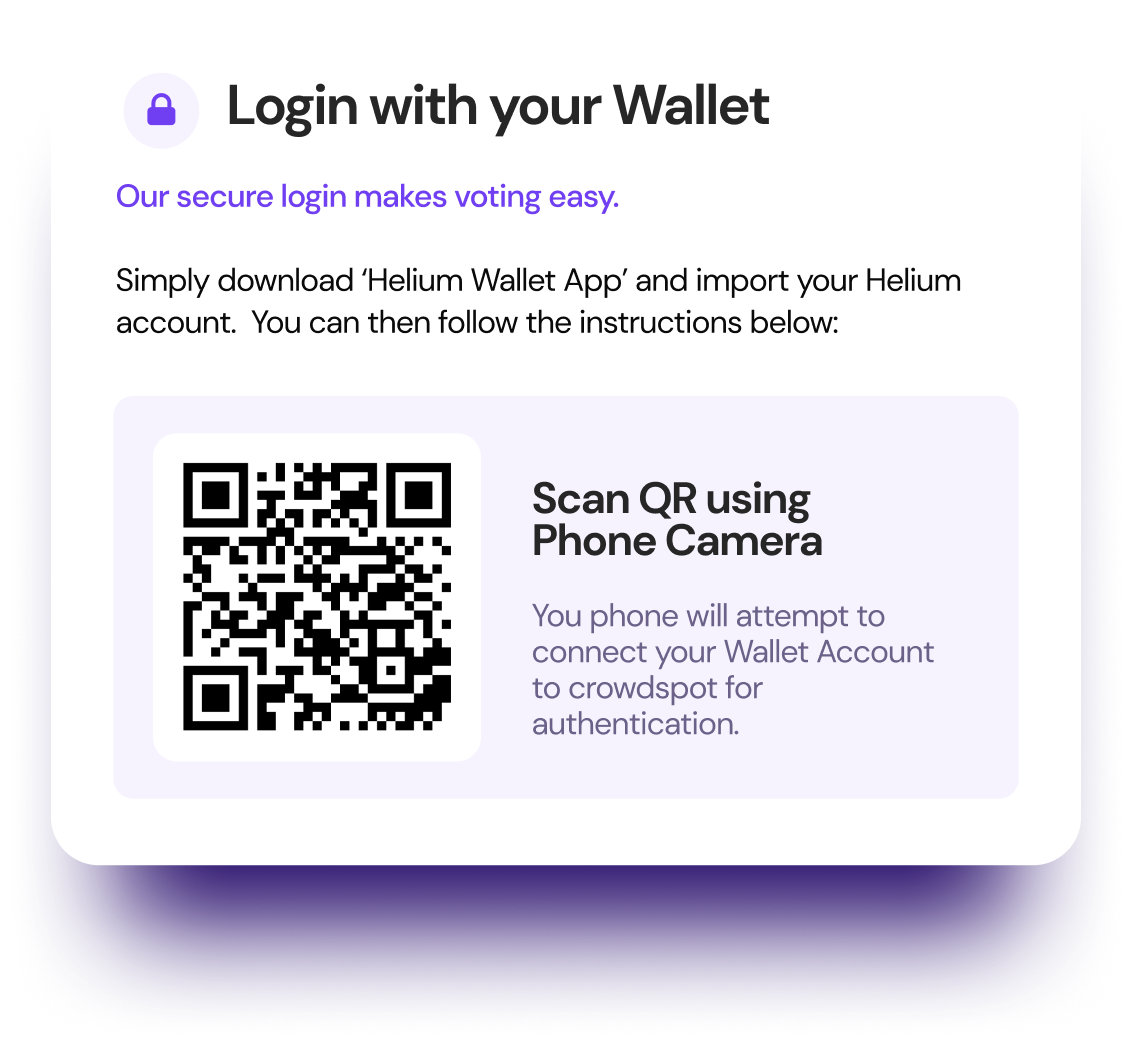 Login with your Wallet
Our secure login makes voting easy.
Simply download ‘Helium Wallet App’ and import your Helium
account.  You can then follow the instructions below:
Scan QR using
Phone Camera
You phone will attempt to
connect your Wallet Account
to crowdspot for
authentication.